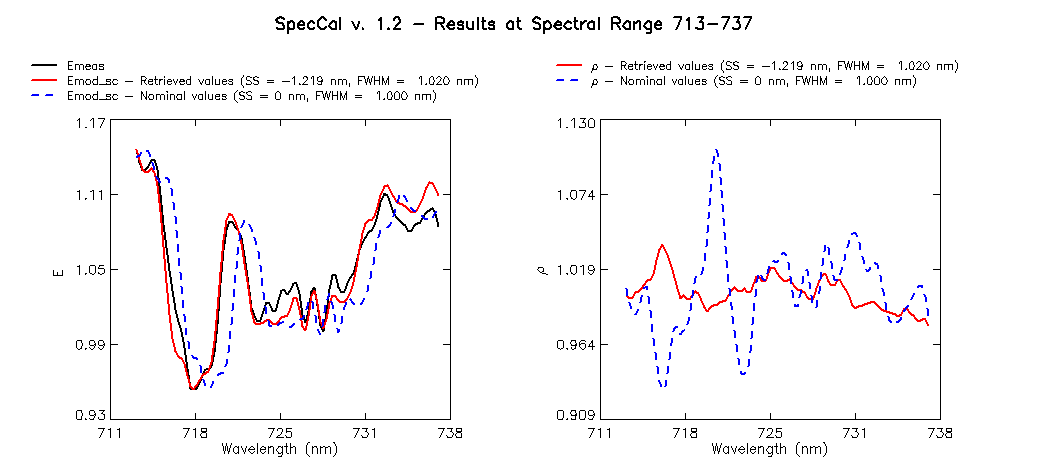 SpecCal v. 1.2 - Results at Spectral Range 713-737
Emeas
Emod_sc - Retrieved values (SS = -1.219 nm, FWHM = 1.020 nm)
Emod_sc - Nominal values (SS = 0 nm, FWHM = 1.000 nm)
1.17
1.11
1.05
0.99
0.93
E
711 718 725 731 738
Wavelength (nm)
ρ - Retrieved values (SS = -1.219 nm, FWHM = 1.020 nm)
ρ - Nominal values (SS = 0 nm, FWHM = 1.000 nm)
1.130
1.074
1.019
0.964
0.909
ρ
711 718 725 731 738
Wavelength (nm)